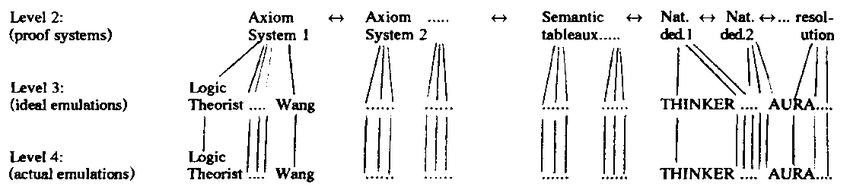 Level 2: Axiom ↔ Axiom ..... ↔ Semantic ↔ Nat. ↔ Nat. ↔... resol-
(proof systems) System 1 System 2 tableaux..... ded.1 ded.2 ution
Level 3: Logic
(ideal emulations) Theorist .... Wang ...... ...... ...... ...... THINKER .... AURA....
Level 4: Logic
(actual emulations) Theorist .... Wang ...... ...... ...... ...... THINKER .... AURA....